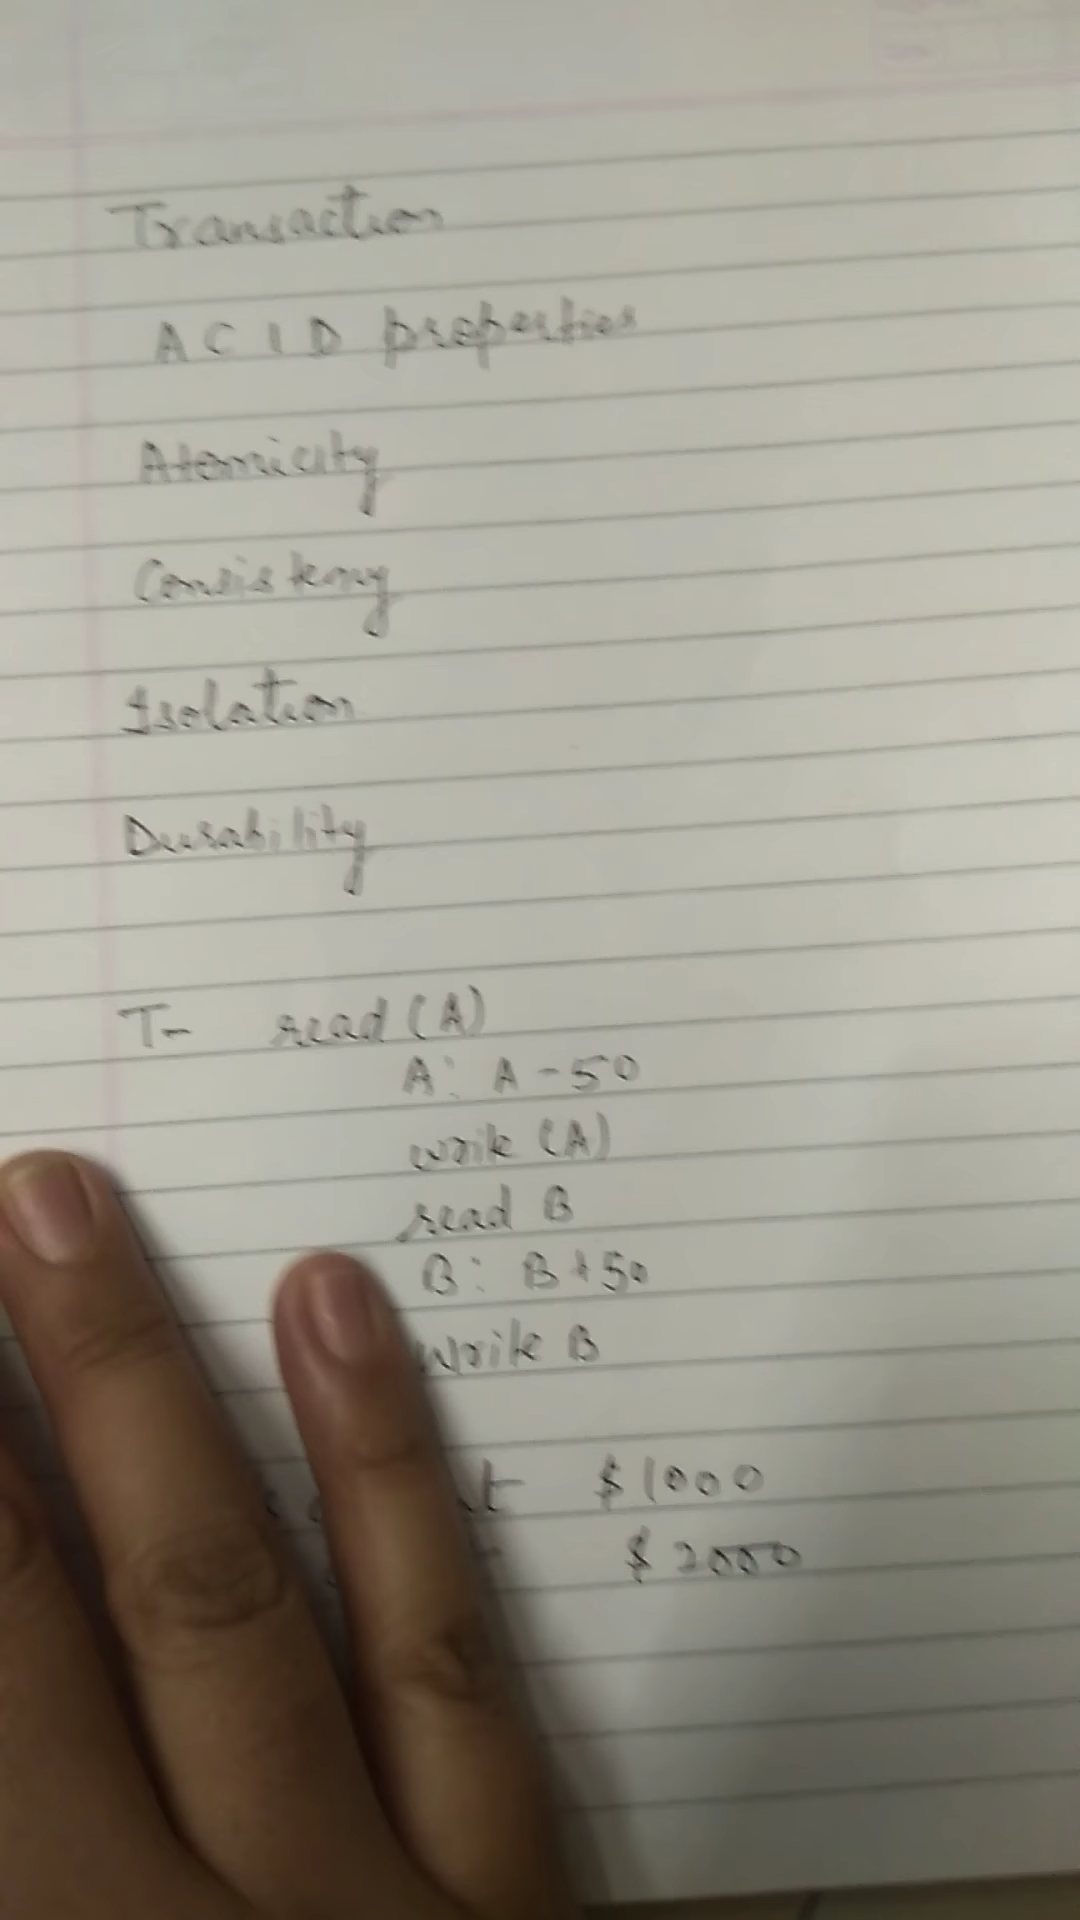 Transaction
ACID properties
Atomicity
Consistency
Isolation
Durability
T- read (A)
A: A - 50
write (A)
read B
B: B + 50
write B
$1000
$2000